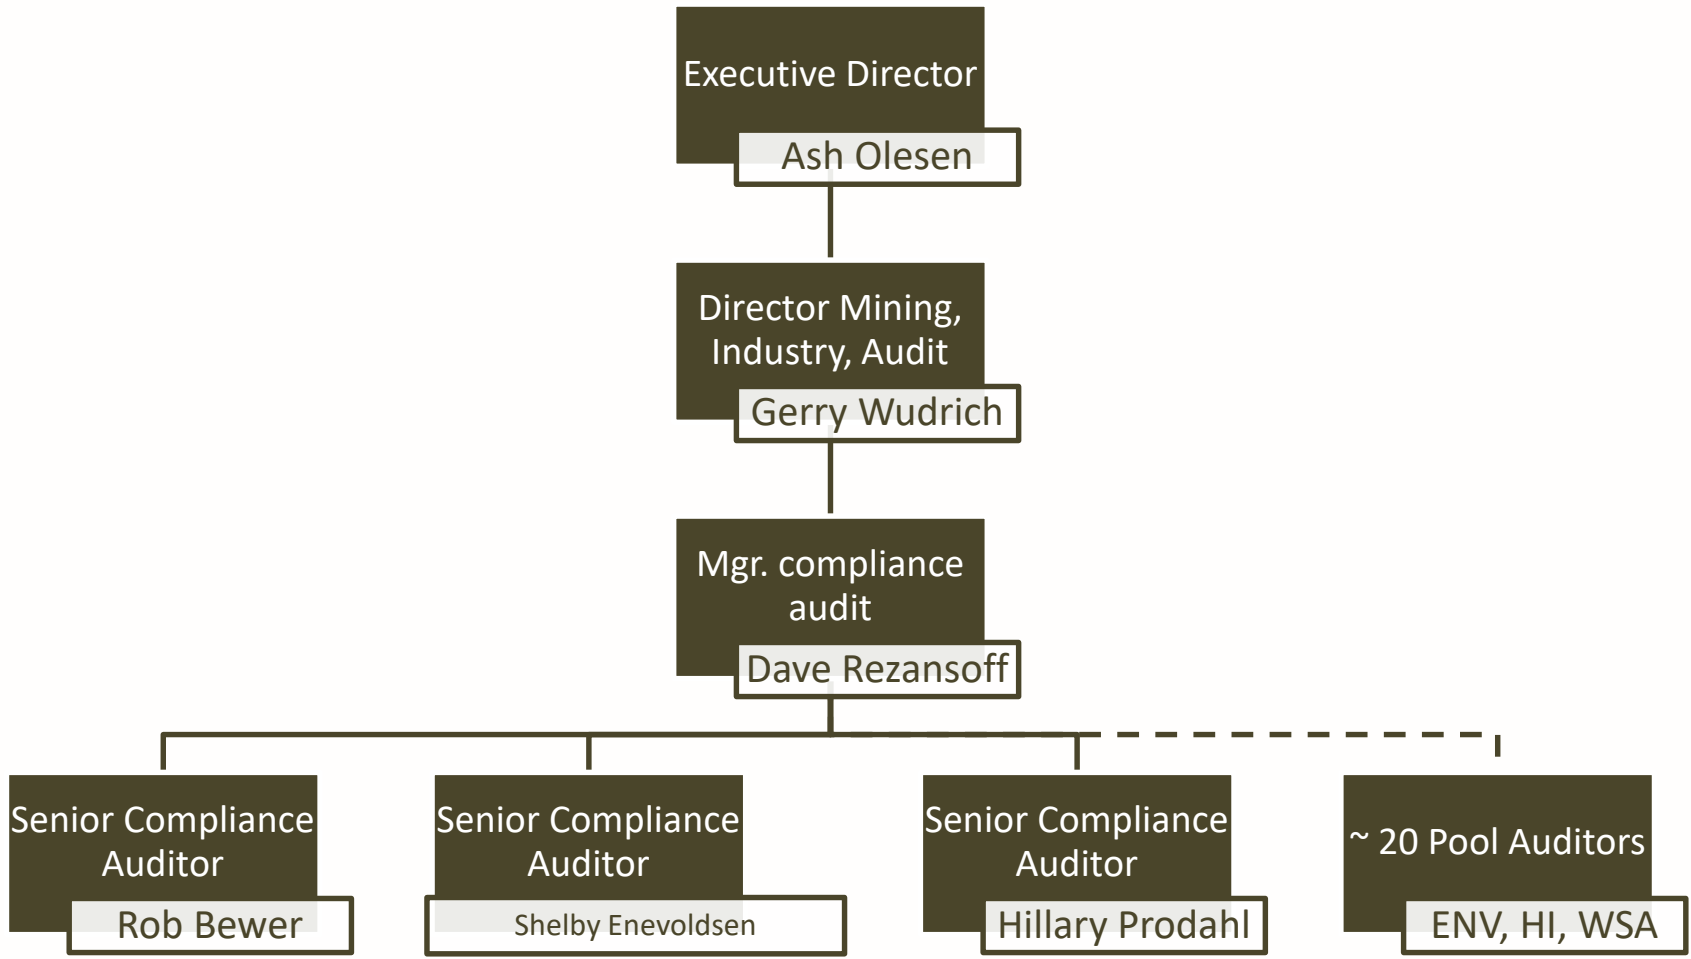 Executive Director
Ash Olesen
Director Mining,
Industry, Audit
Gerry Wudrich
Mgr. compliance
audit
Dave Rezansoff
Senior Compliance
Auditor
Rob Bewer
Senior Compliance
Auditor
Shelby Enevoldsen
Senior Compliance
Auditor
Hillary Prodahl
~ 20 Pool Auditors
ENV, HI, WSA